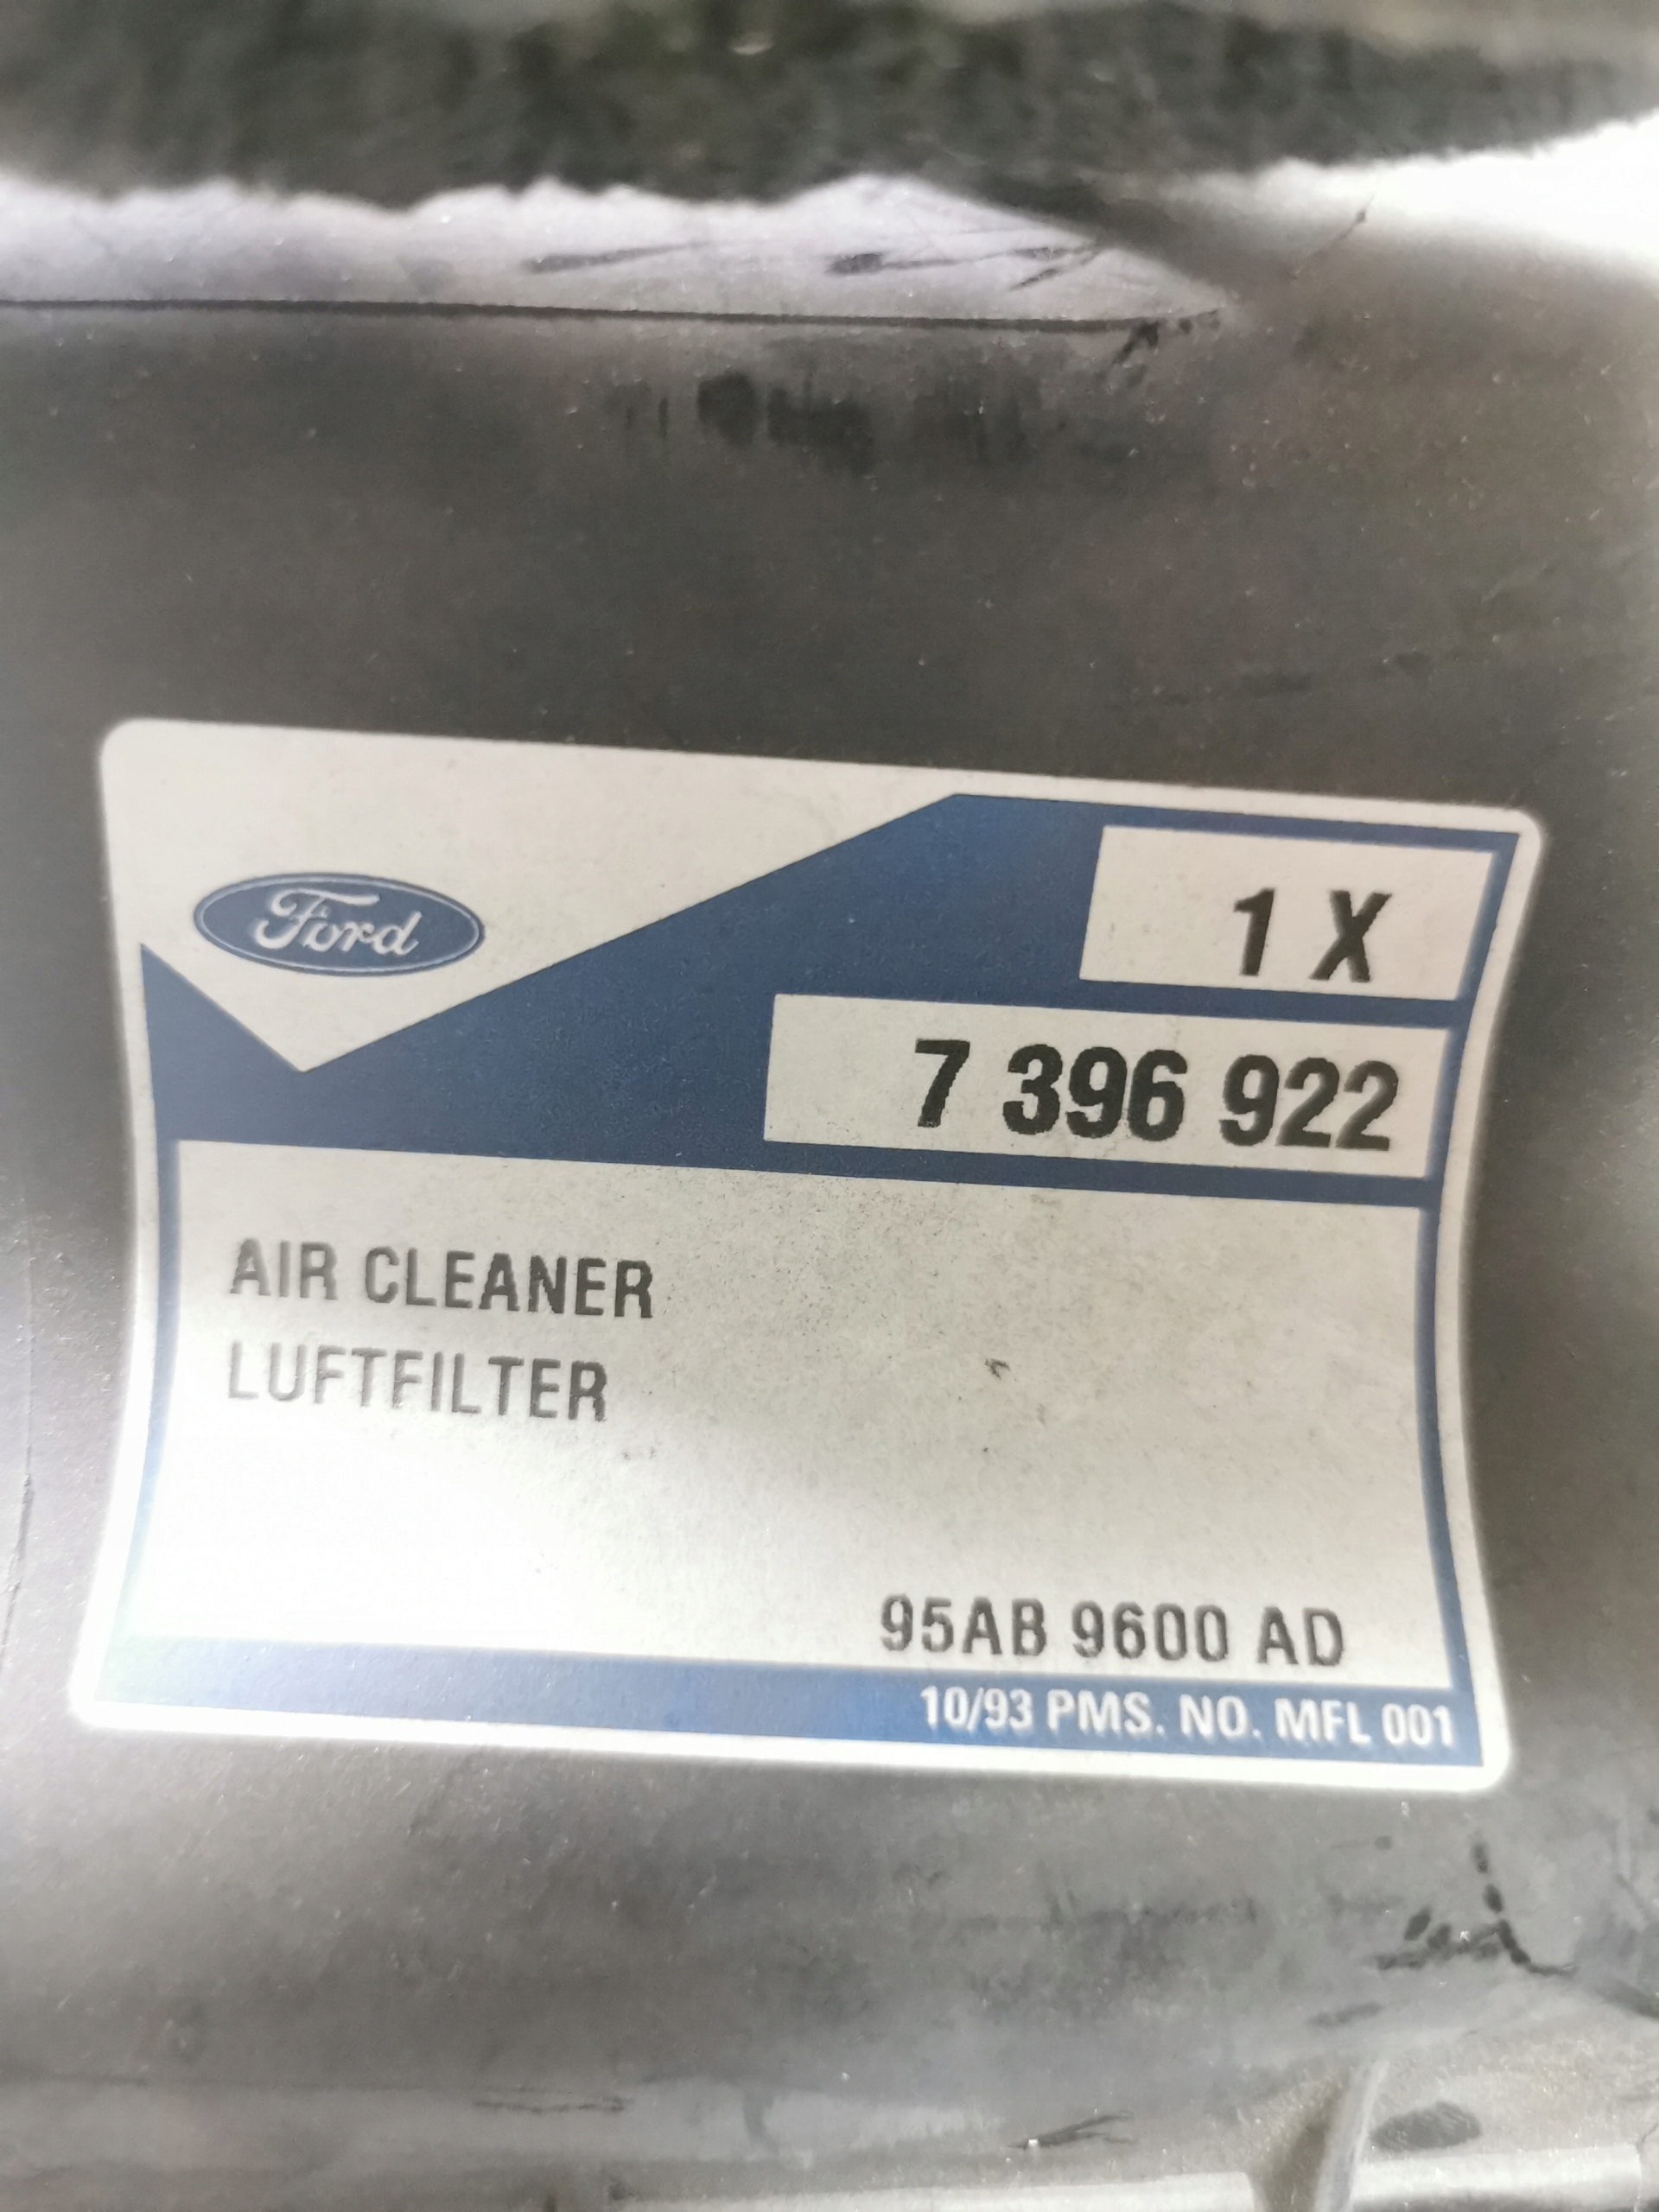 Ford
1 X
7 396 922
AIR CLEANER
LUFTFILTER
95AB 9600 AD
10/93 PMS. NO. MFL 001